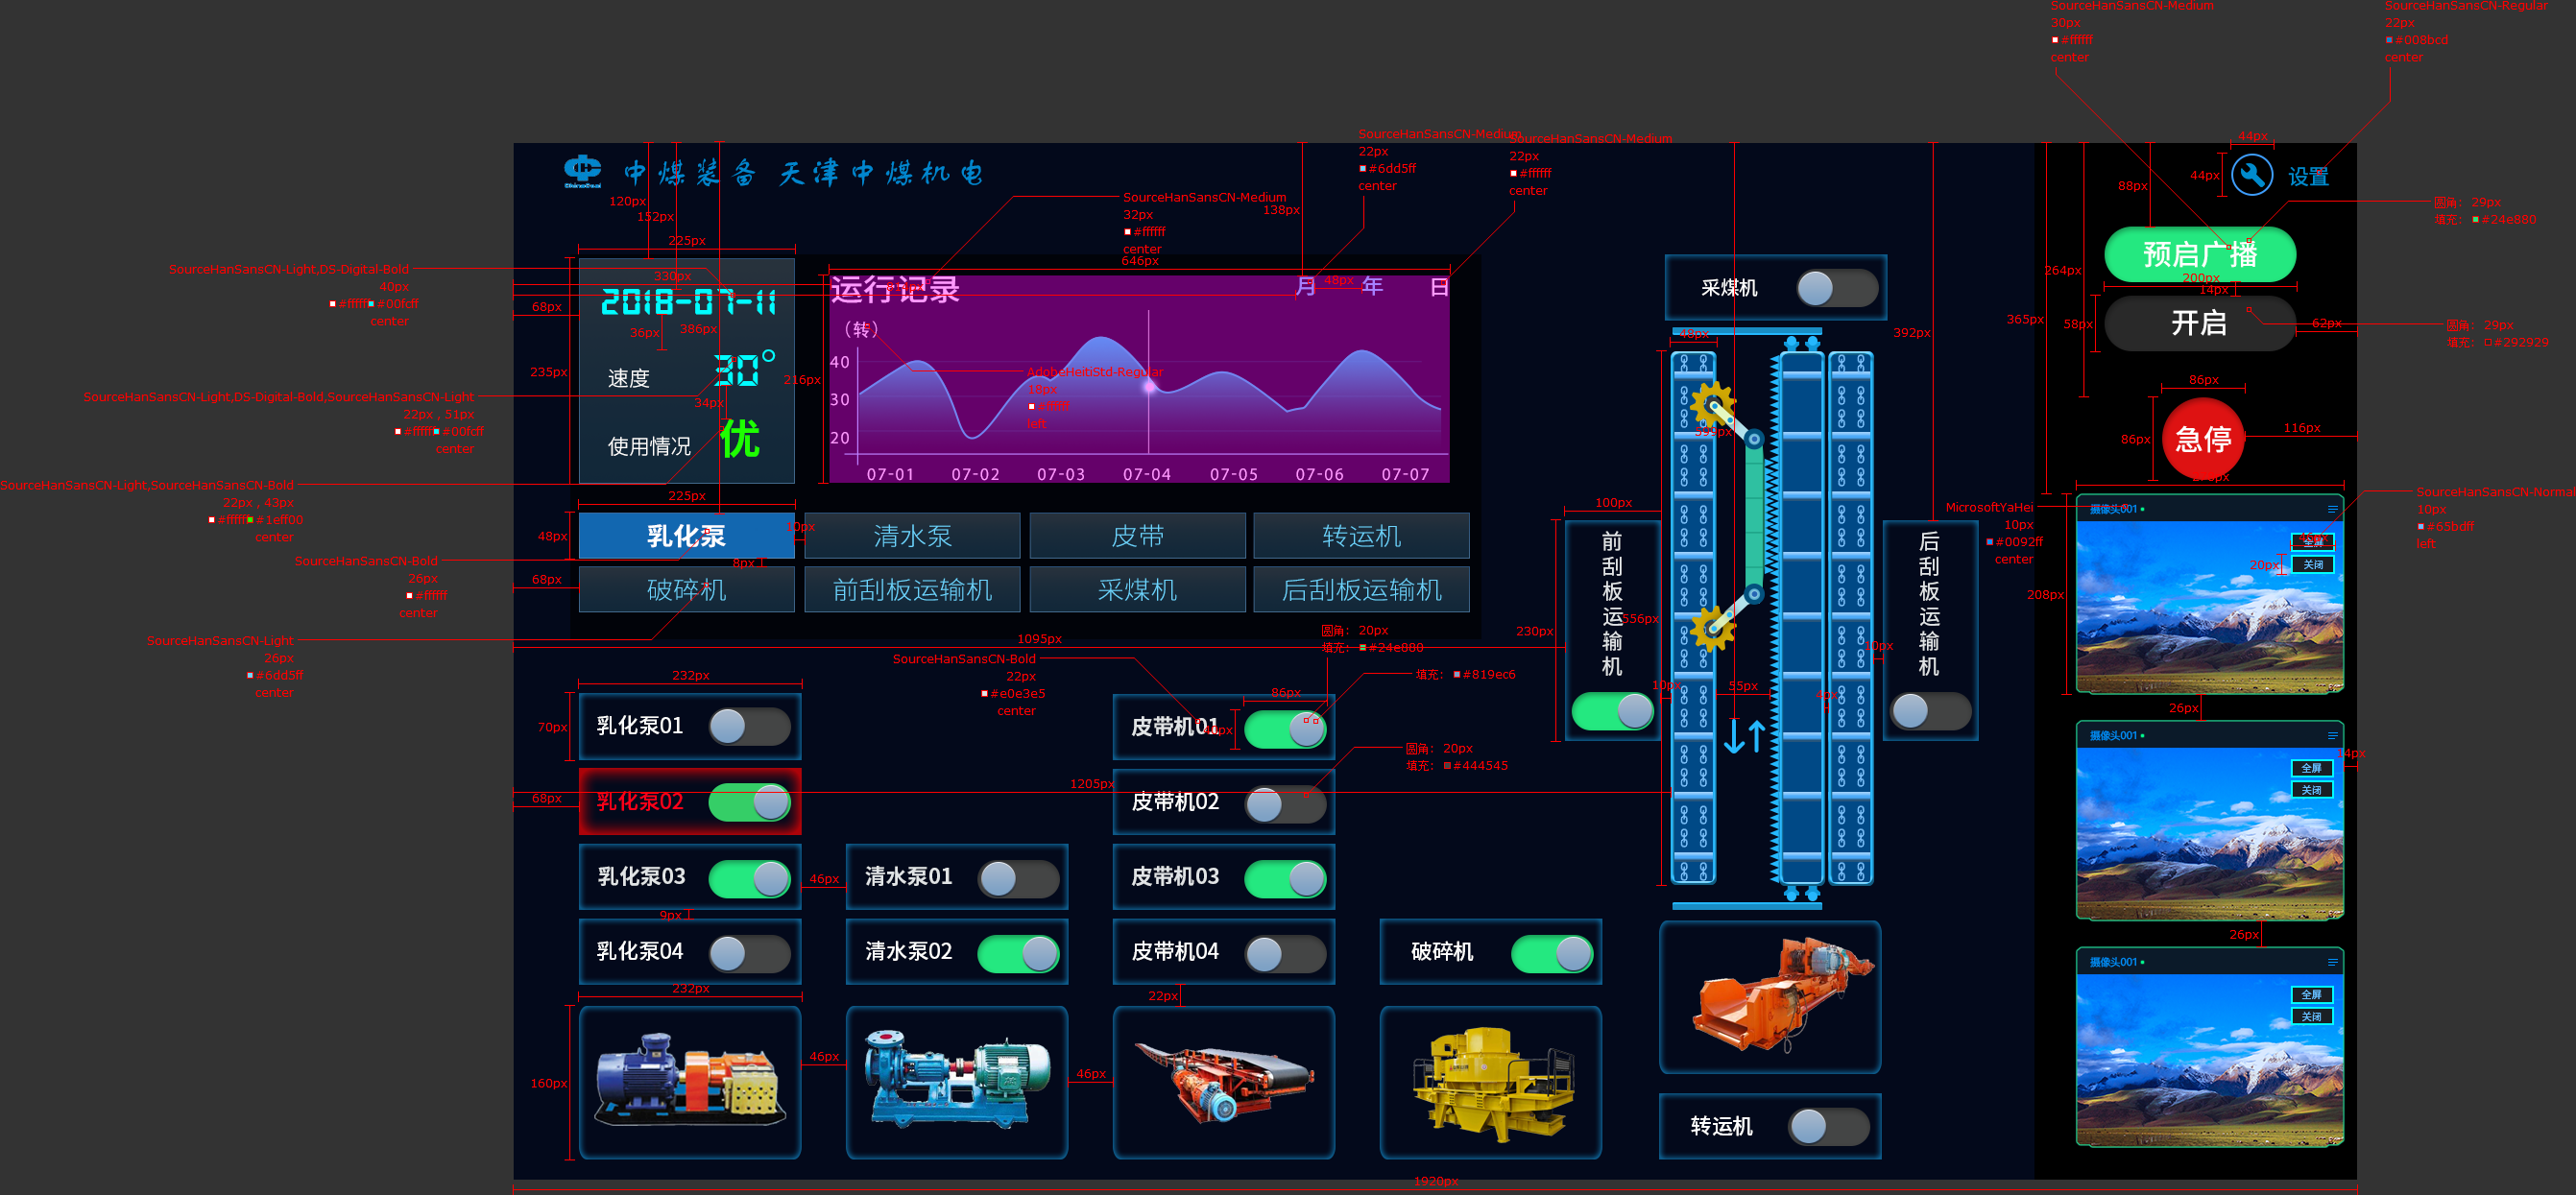 SourceHanSansCN-Medium
30px
#ffffff
center
SourceHanSansCN-Regular
22px
#008bcd
center
中煤装备 天津中煤机电
SourceHanSansCN-Medium
22px
#6dd5ff
center
SourceHanSansCN-Medium
22px
#ffffff
center
44px
44px
设置
88px
圆角: 29px
填充: #24e880
预启广播
200px
14px
264px
365px
58px
开启
62px
圆角: 29px
填充: #292929
86px
86px
急停
116px
120px
152px
225px
330px
SourceHanSansCN-Light,DS-Digital-Bold
40px
#ffffff #00fcff
center
68px
2018-07-11
36px
386px
235px
速度
30°
34px
SourceHanSansCN-Light,DS-Digital-Bold,SourceHanSansCN-Light
22px , 51px
#ffffff #00fcff
center
使用情况
优
SourceHanSansCN-Light,SourceHanSansCN-Bold
22px , 43px
#ffffff #1eff00
center
SourceHanSansCN-Medium
32px
#ffffff
center
138px
646px
运行记录
814px
48px
月
年
日
（转）
216px
40
30
20
AdobeHeitiStd-Regular
18px
#ffffff
left
07-01
07-02
07-03
07-04
07-05
07-06
07-07
225px
48px
乳化泵
10px
清水泵
皮带
转运机
8px
SourceHanSansCN-Bold
26px
#ffffff
center
68px
破碎机
前刮板运输机
采煤机
后刮板运输机
SourceHanSansCN-Light
26px
#6dd5ff
center
1095px
采煤机
48px
392px
599px
556px
100px
230px
前刮板运输机
后刮板运输机
10px
10px
55px
4px
MicrosoftYaHei
10px
#0092ff
center
SourceHanSansCN-Normal
10px
#65bdff
left
摄像头001
全屏
关闭
20px
208px
26px
摄像头001
全屏
关闭
14px
26px
摄像头001
全屏
关闭
232px
70px
乳化泵01
SourceHanSansCN-Bold
22px
#e0e3e5
center
圆角: 20px
填充: #24e880
填充: #819ec6
86px
皮带机01
圆角: 20px
填充: #444545
68px
乳化泵02
1205px
皮带机02
乳化泵03
46px
清水泵01
皮带机03
9px
乳化泵04
清水泵02
皮带机04
破碎机
232px
22px
160px
46px
46px
转运机
1920px